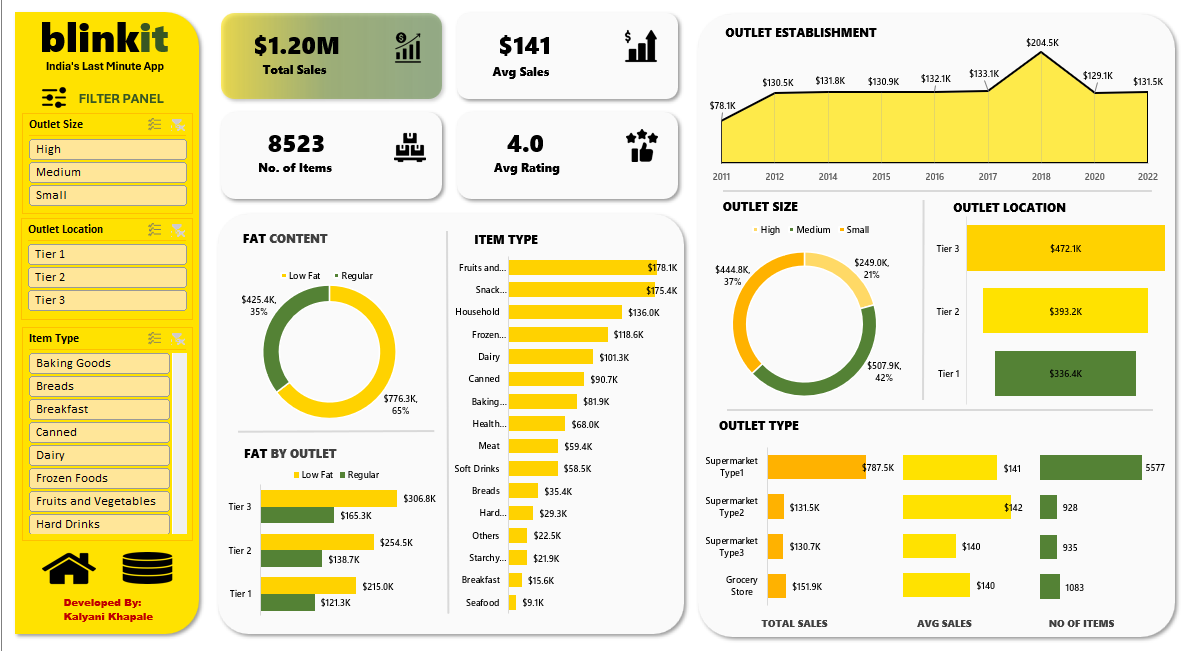 blinkit
India's Last Minute App
FILTER PANEL
Outlet Size
High
Medium
Small
Outlet Location
Tier 1
Tier 2
Tier 3
Item Type
Baking Goods
Breads
Breakfast
Canned
Dairy
Frozen Foods
Fruits and Vegetables
Hard Drinks
Developed By:
Kalyani Khapale
$1.20M
Total Sales
$141
Avg Sales
8523
No. of Items
4.0
Avg Rating
FAT CONTENT
Low Fat Regular
$425.4K,
35%
$776.3K,
65%
FAT BY OUTLET
Low Fat Regular
Tier 3 $306.8K
$165.3K
Tier 2 $254.5K
$138.7K
Tier 1 $215.0K
$121.3K
ITEM TYPE
Fruits and... $178.1K
Snack... $175.4K
Household $136.0K
Frozen... $118.6K
Dairy $101.3K
Canned $90.7K
Baking... $81.9K
Health... $68.0K
Meat $59.4K
Soft Drinks $58.5K
Breads $35.4K
Hard... $29.3K
Others $22.5K
Starchy... $21.9K
Breakfast $15.6K
Seafood $9.1K
OUTLET ESTABLISHMENT
$78.1K $130.5K $131.8K $130.9K $132.1K $133.1K $204.5K $129.1K $131.5K
2011 2012 2014 2015 2016 2017 2018 2020 2022
OUTLET SIZE
High Medium Small
$444.8K,
37%
$249.0K,
21%
$507.9K,
42%
OUTLET LOCATION
Tier 3 $472.1K
Tier 2 $393.2K
Tier 1 $336.4K
OUTLET TYPE
Supermarket
Type1 $787.5K $141 5577
Supermarket
Type2 $131.5K $142 928
Supermarket
Type3 $130.7K $140 935
Grocery
Store $151.9K $140 1083
TOTAL SALES AVG SALES NO OF ITEMS